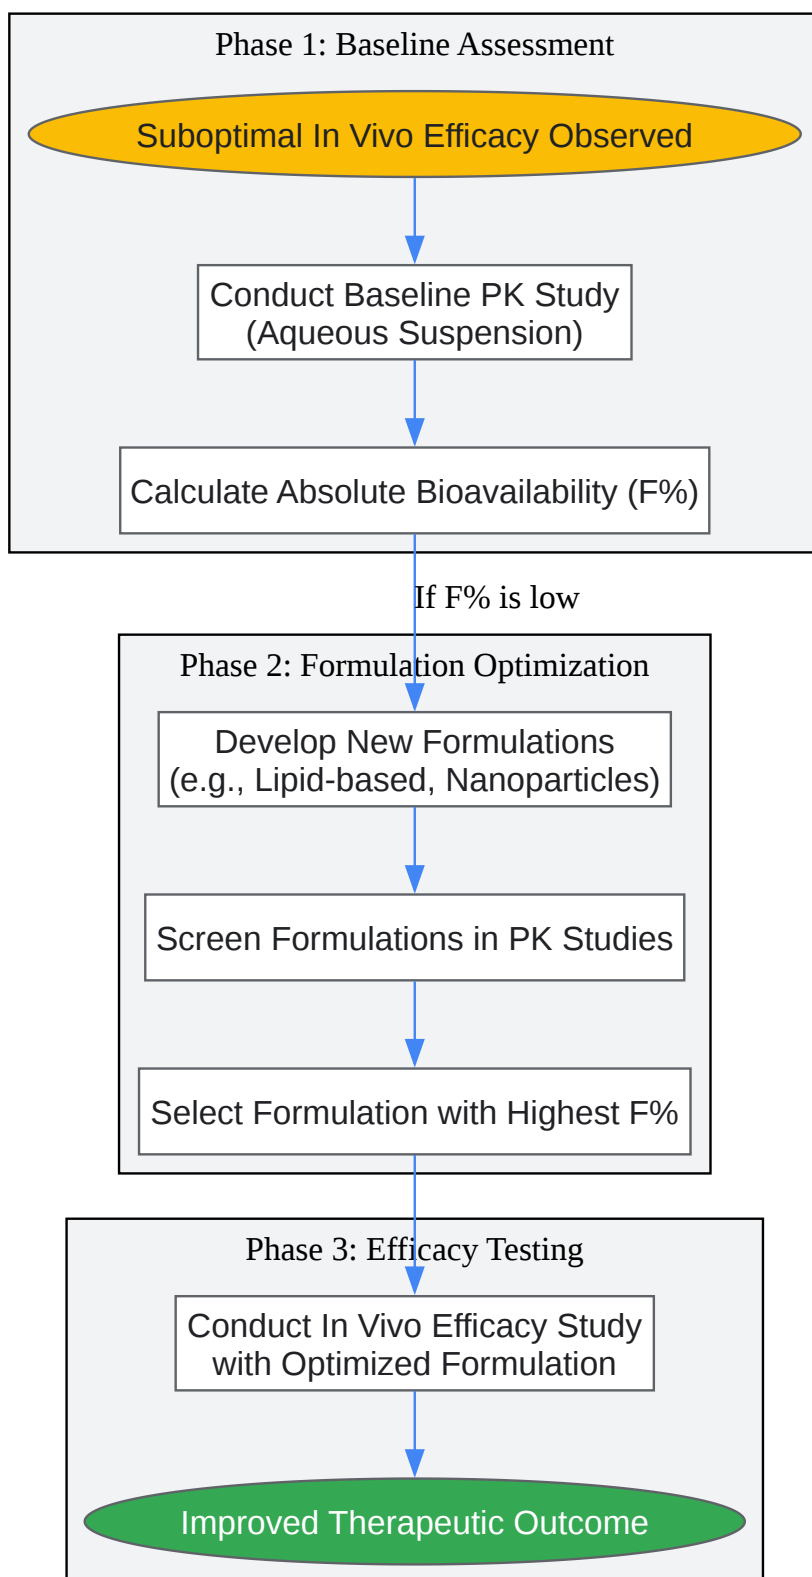 Phase 1: Baseline Assessment
Suboptimal In Vivo Efficacy Observed
Conduct Baseline PK Study
(Aqueous Suspension)
Calculate Absolute Bioavailability (F%)
If F% is low
Phase 2: Formulation Optimization
Develop New Formulations
(e.g., Lipid-based, Nanoparticles)
Screen Formulations in PK Studies
Select Formulation with Highest F%
Phase 3: Efficacy Testing
Conduct In Vivo Efficacy Study
with Optimized Formulation
Improved Therapeutic Outcome